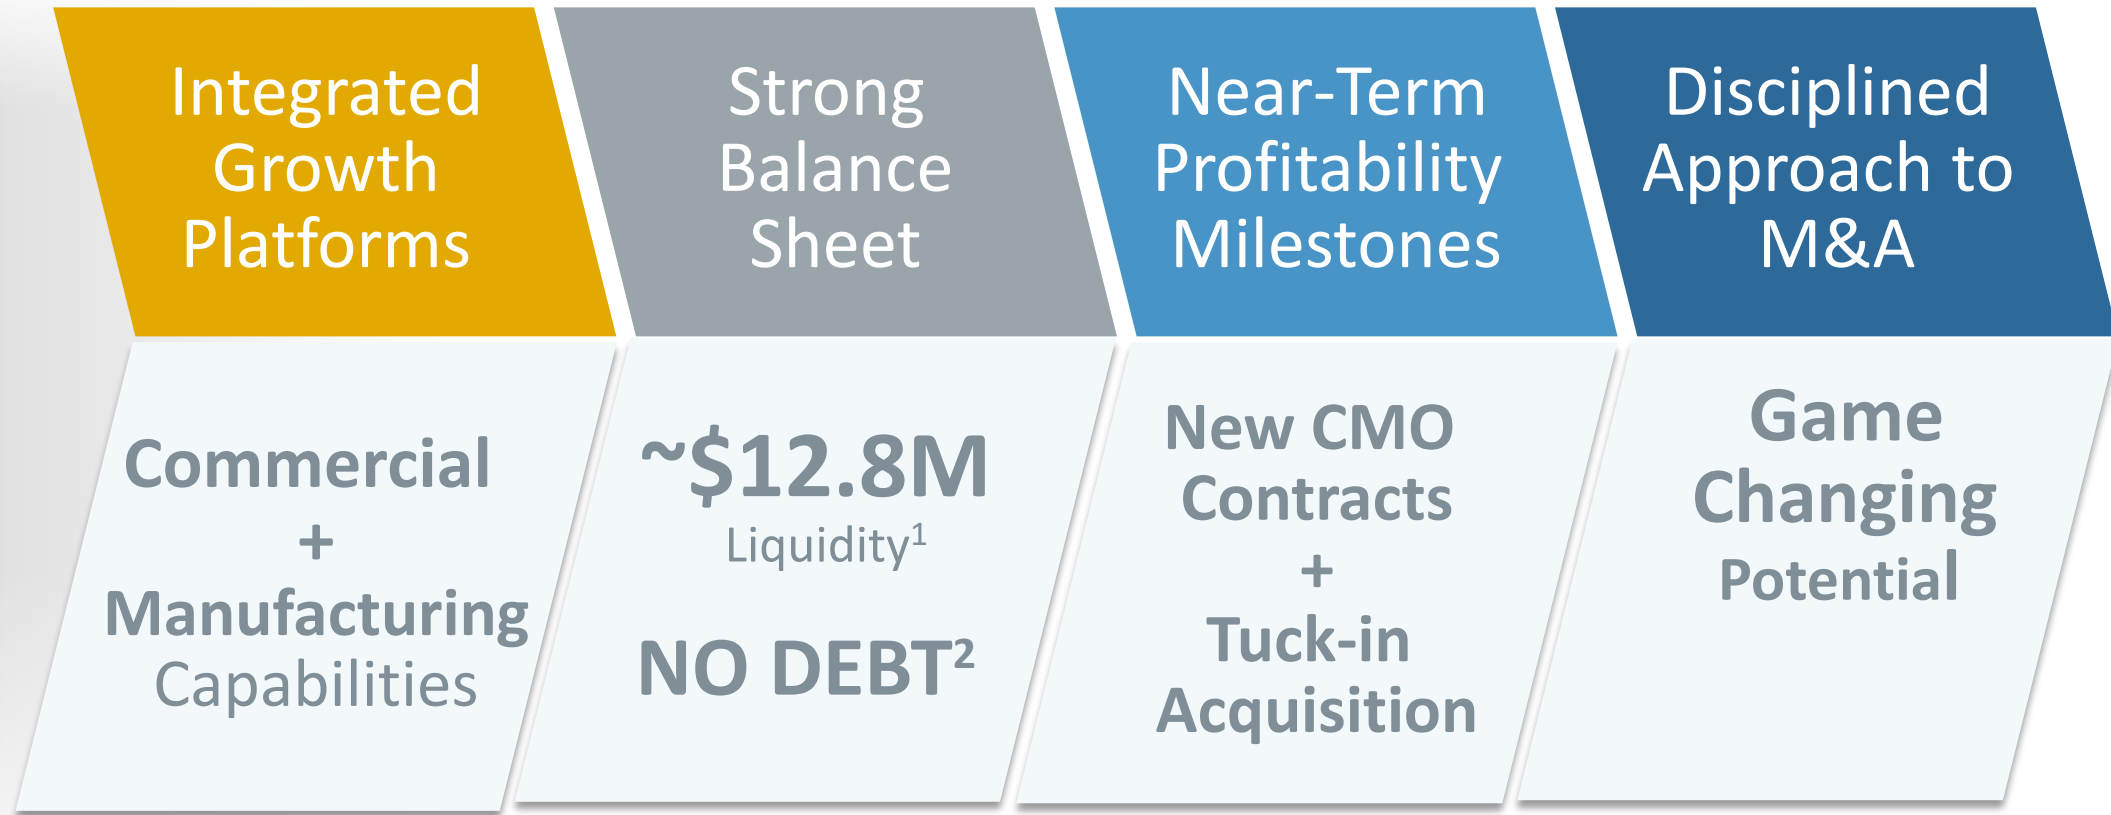 Integrated
Growth
Platforms
Commercial
+
Manufacturing
Capabilities
Strong
Balance
Sheet
~$12.8M
Liquidity¹
NO DEBT²
Near-Term
Profitability
Milestones
New CMO
Contracts
+
Tuck-in
Acquisition
Disciplined
Approach to
M&A
Game
Changing
Potential